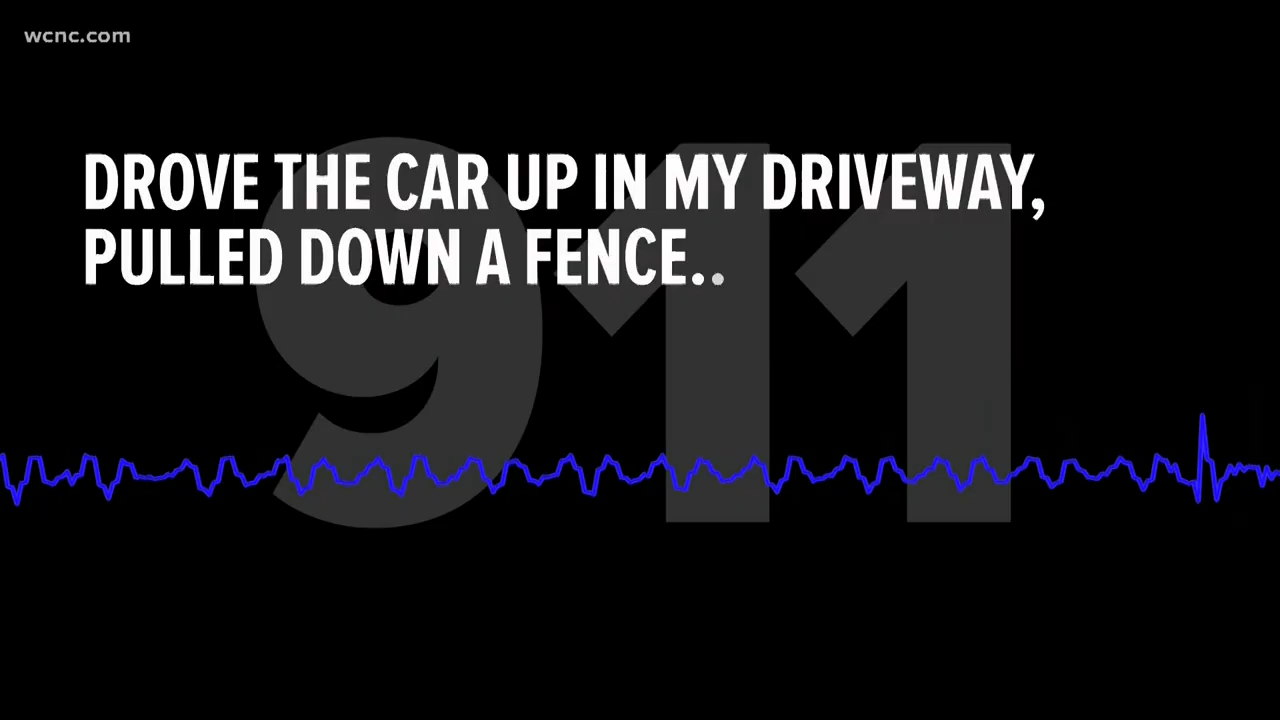 wcnc.com
911
DROVE THE CAR UP IN MY DRIVEWAY,
PULLED DOWN A FENCE..